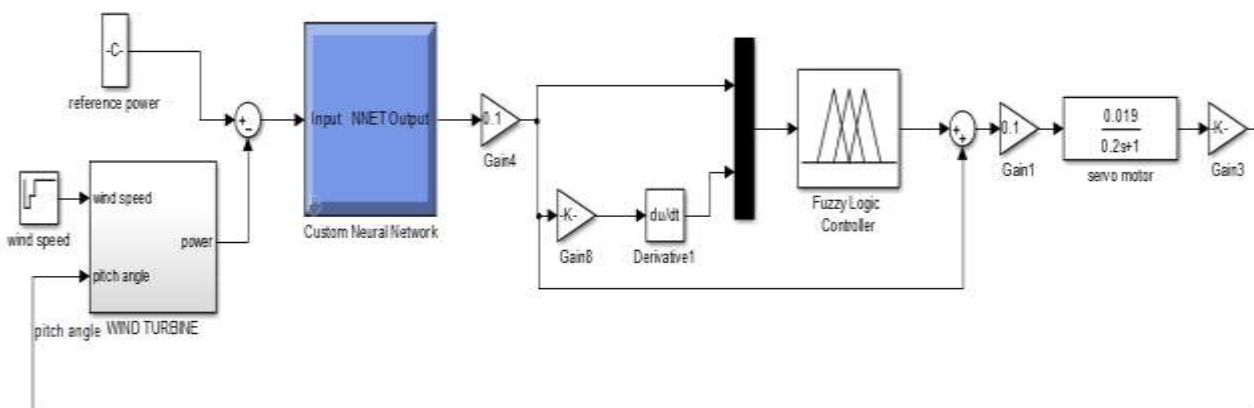 -C-
reference power
+
−
Input NNET Output
Custom Neural Network
0.1
Gain4
wind speed
wind speed
power
pitch angle
pitch angle WIND TURBINE
-K-
Gain8
du/dt
Derivative1
Fuzzy Logic
Controller
+
+
0.1
Gain1
0.019
0.2s+1
servo motor
-K-
Gain3